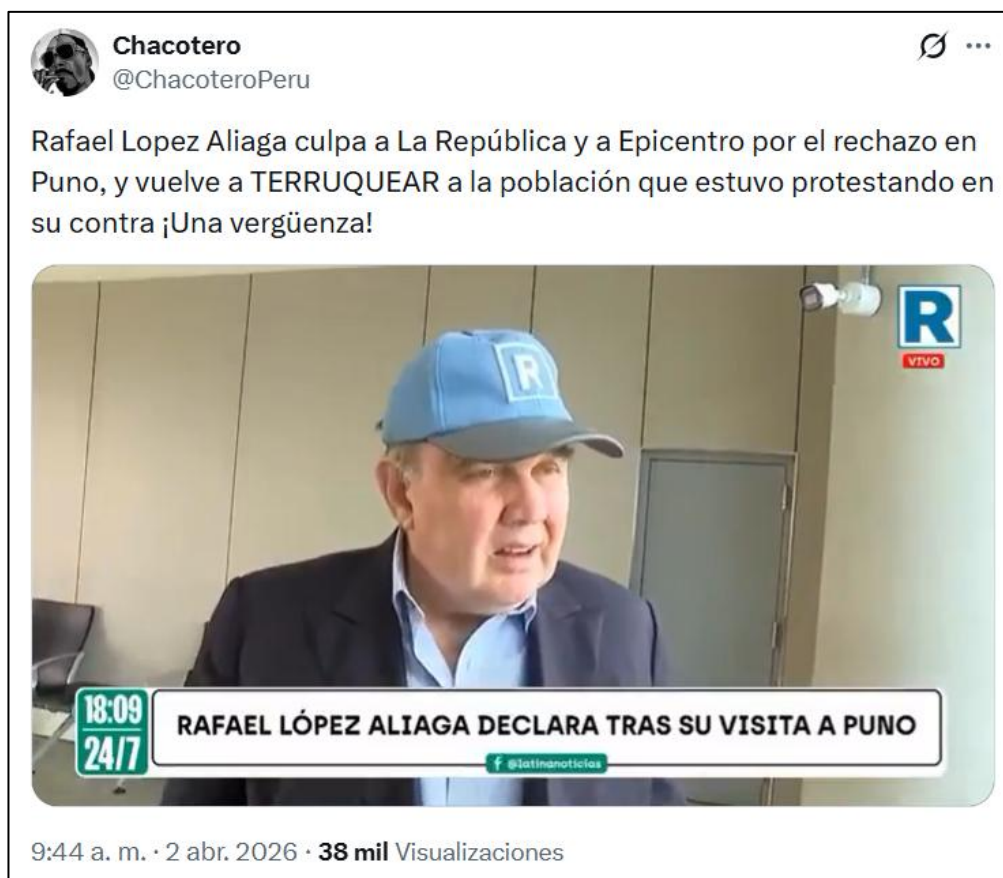 Chacotero
@ChacoteroPeru
Rafael Lopez Aliaga culpa a La República y a Epicentro por el rechazo en
Puno, y vuelve a TERRUQUEAR a la población que estuvo protestando en
su contra ¡Una vergüenza!
R
VIVO
R
18:09
24/7
RAFAEL LÓPEZ ALIAGA DECLARA TRAS SU VISITA A PUNO
f @latinanoticias
9:44 a. m. · 2 abr. 2026 · 38 mil Visualizaciones